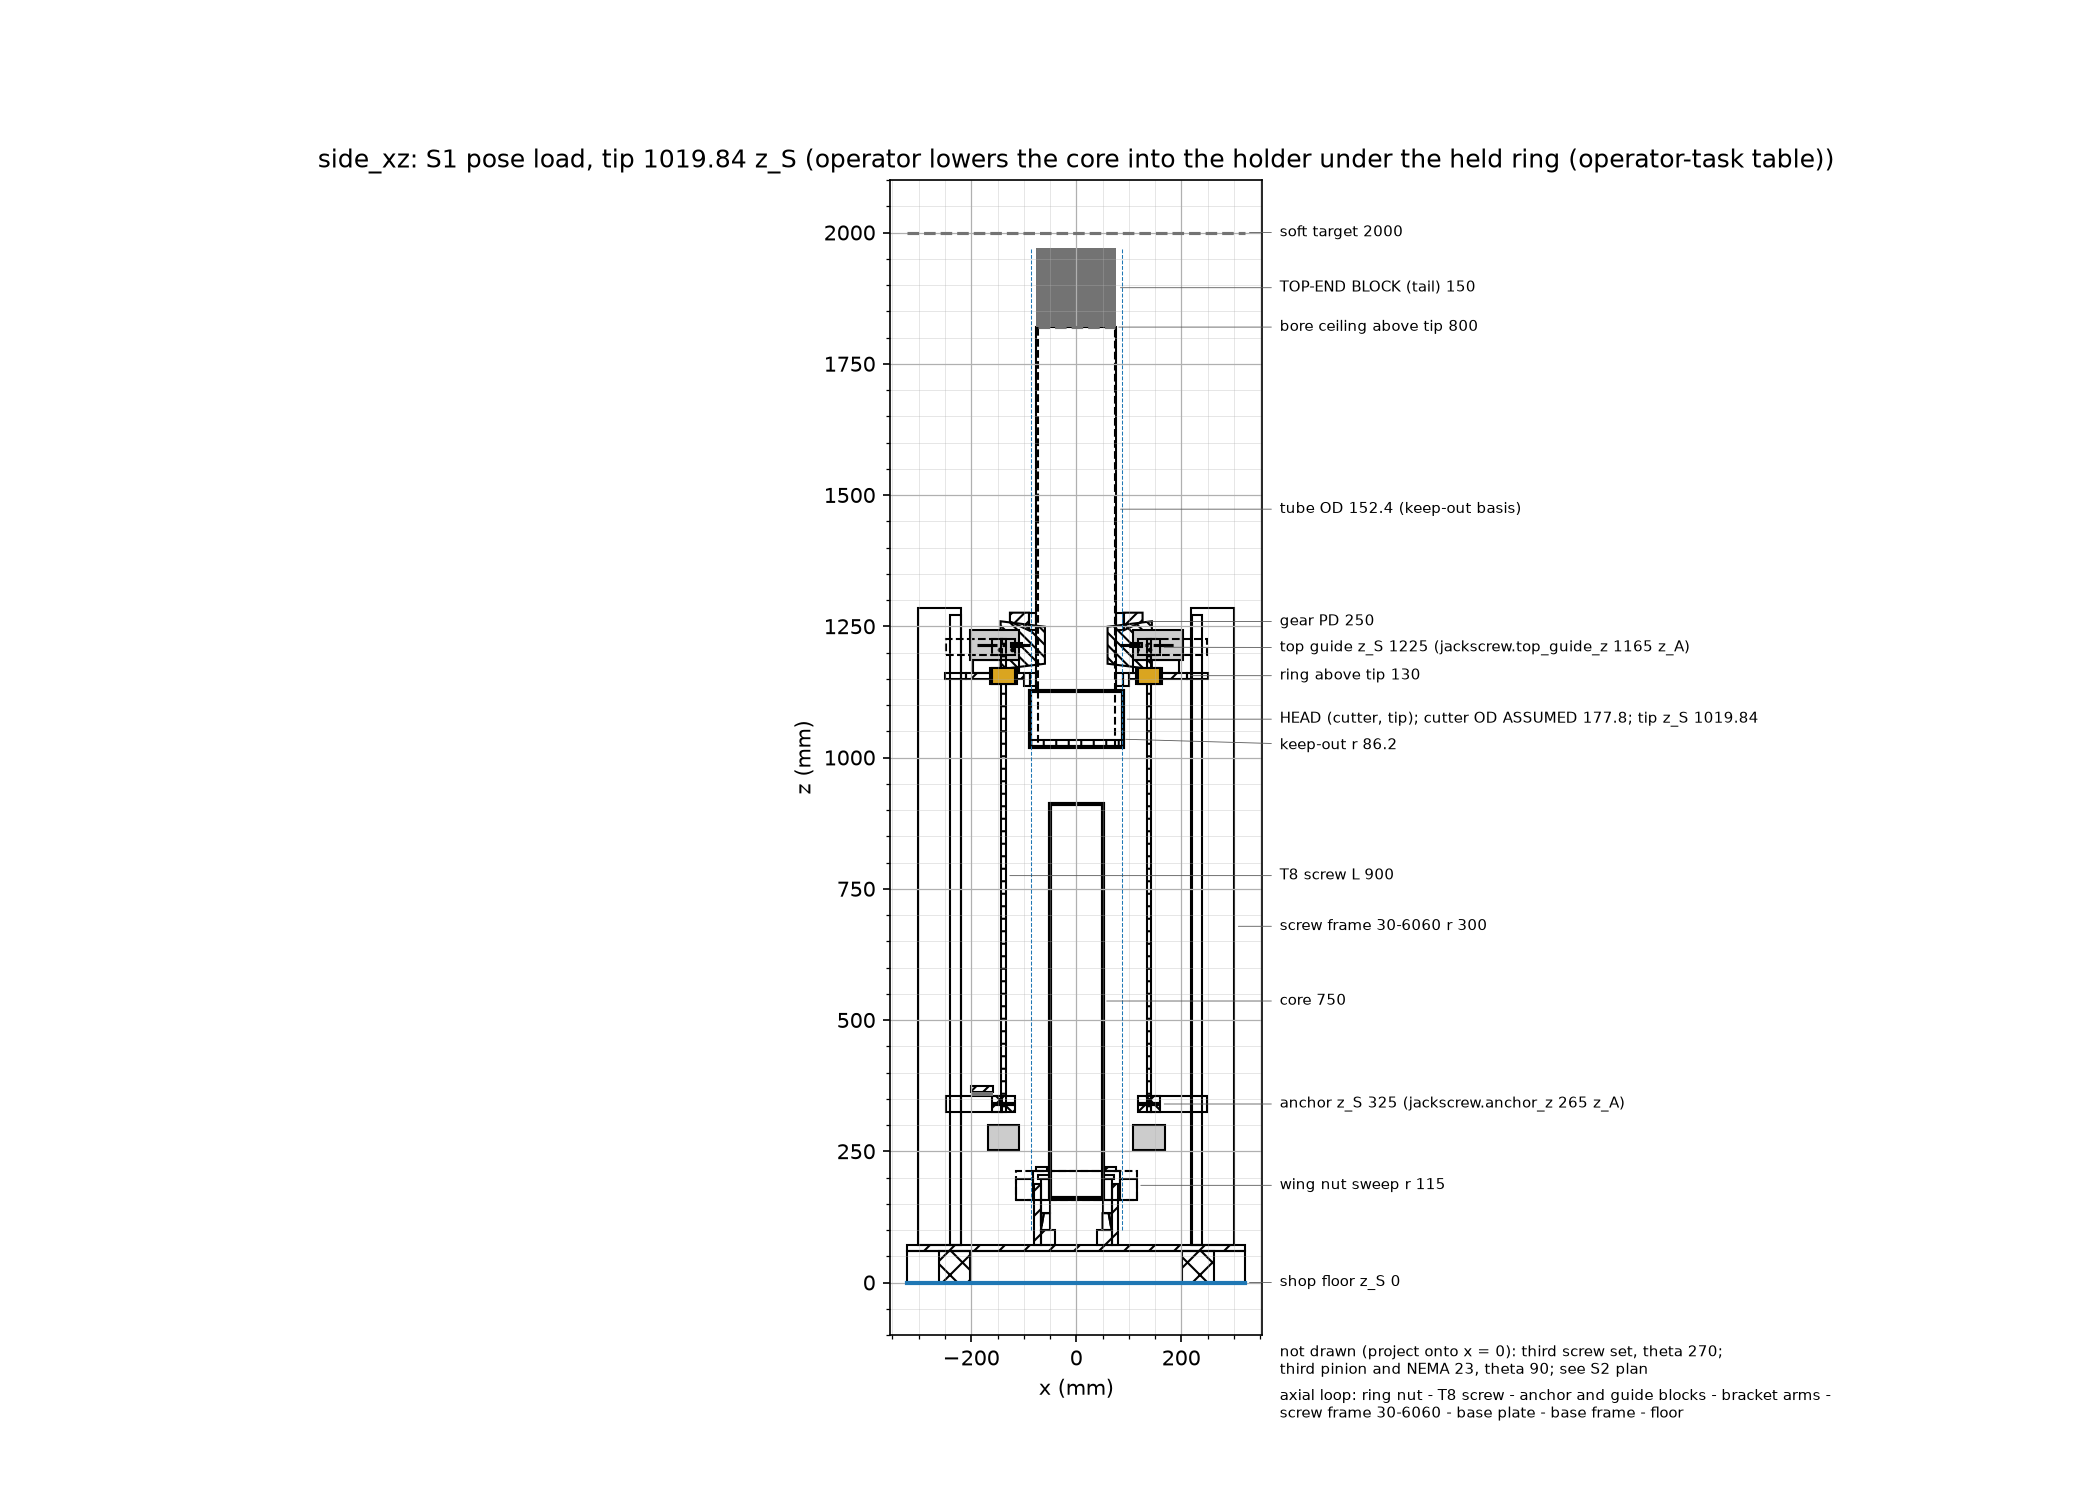 side_xz: S1 pose load, tip 1019.84 z_S (operator lowers the core into the holder under the held ring (operator-task table))
2000
1750
1500
1250
1000
750
500
250
0
z (mm)
−200
0
200
x (mm)
soft target 2000
TOP-END BLOCK (tail) 150
bore ceiling above tip 800
tube OD 152.4 (keep-out basis)
gear PD 250
top guide z_S 1225 (jackscrew.top_guide_z 1165 z_A)
ring above tip 130
HEAD (cutter, tip); cutter OD ASSUMED 177.8; tip z_S 1019.84
keep-out r 86.2
T8 screw L 900
screw frame 30-6060 r 300
core 750
anchor z_S 325 (jackscrew.anchor_z 265 z_A)
wing nut sweep r 115
shop floor z_S 0
not drawn (project onto x = 0): third screw set, theta 270;
third pinion and NEMA 23, theta 90; see S2 plan
axial loop: ring nut - T8 screw - anchor and guide blocks - bracket arms -
screw frame 30-6060 - base plate - base frame - floor